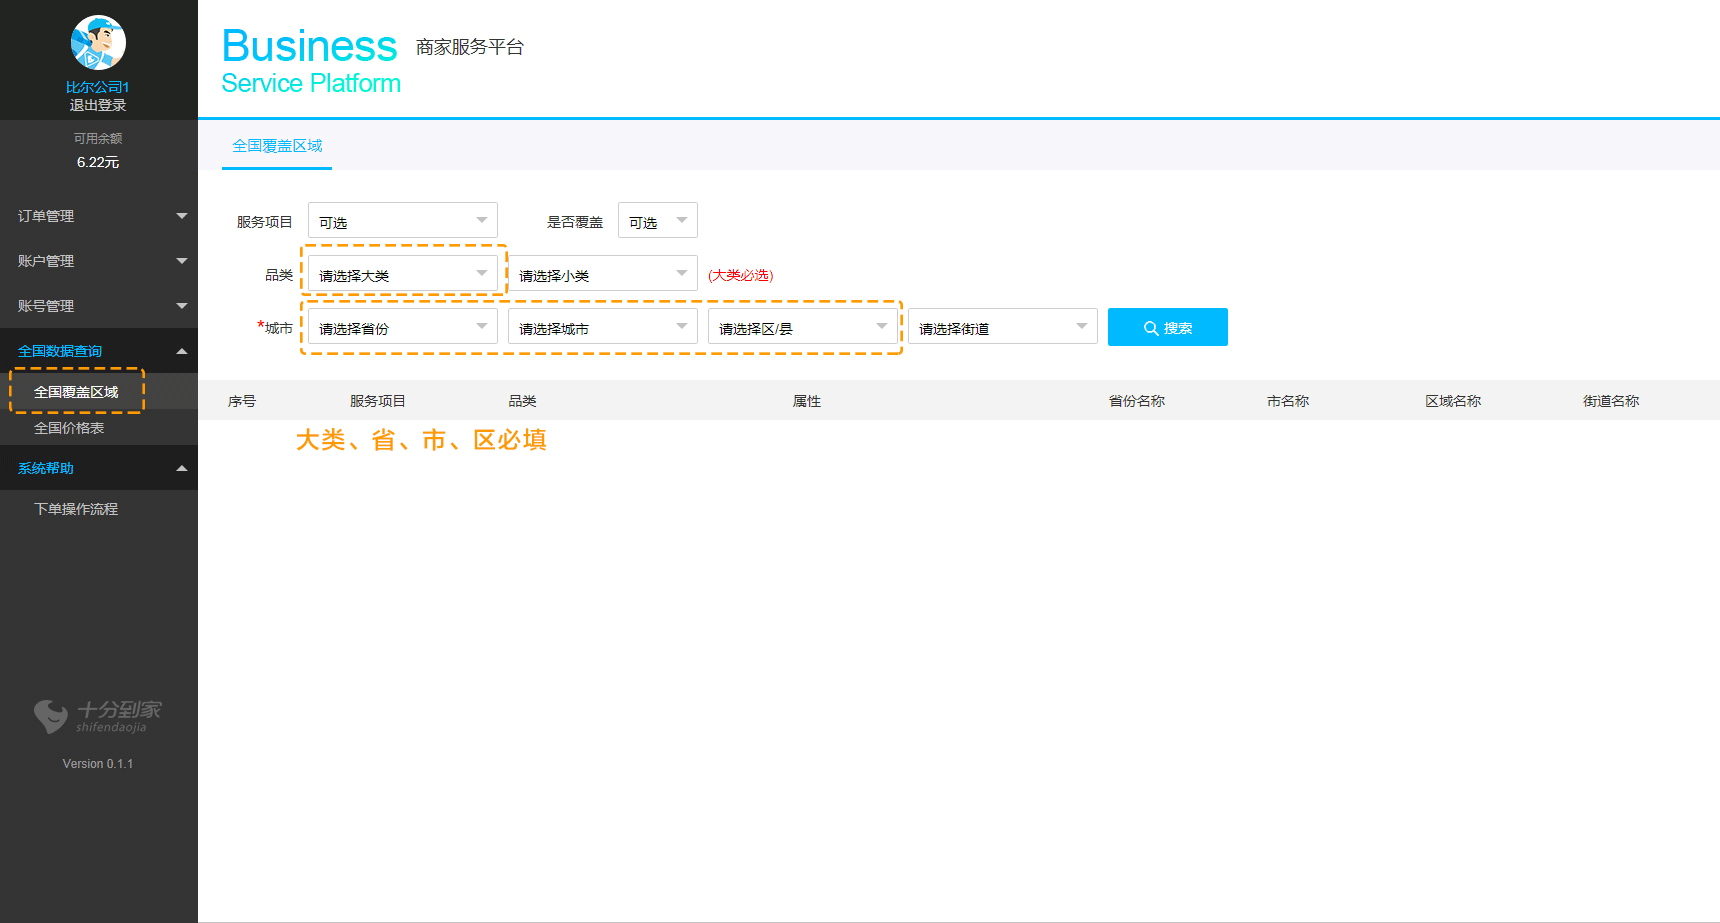 比尔公司1
退出登录
可用余额
6.22元
订单管理
账户管理
账号管理
全国数据查询
全国覆盖区域
全国价格表
系统帮助
下单操作流程
十分到家
shifendaojia
Version 0.1.1
Business 商家服务平台
Service Platform
全国覆盖区域
服务项目 可选 是否覆盖 可选
品类 请选择大类 请选择小类 (大类必选)
*城市 请选择省份 请选择城市 请选择区/县 请选择街道 搜索
序号 服务项目 品类 属性 省份名称 市名称 区域名称 街道名称
大类、省、市、区必填